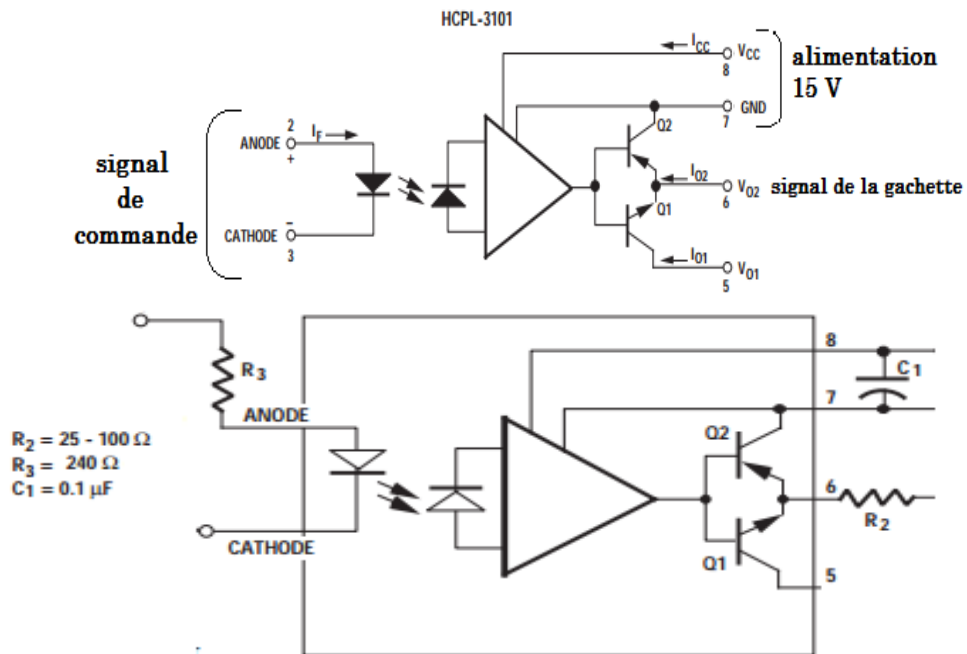 HCPL-3101
I_CC
V_CC
8
alimentation
15 V
GND
7
Q2
signal
de
commande
2
ANODE
+
I_F
I_O2
V_O2
6
signal de la gachette
Q1
−
CATHODE
3
I_O1
V_O1
5
R_3
ANODE
8
C_1
7
R_2 = 25 - 100 Ω
R_3 = 240 Ω
C_1 = 0.1 µF
Q2
6
R_2
CATHODE
Q1
5